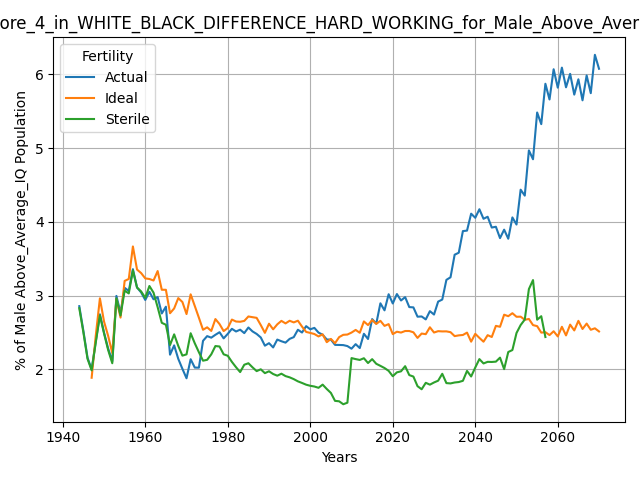 ore_4_in_WHITE_BLACK_DIFFERENCE_HARD_WORKING_for_Male_Above_Aver
Fertility
Actual
Ideal
Sterile
% of Male Above_Average_IQ Population
6
5
4
3
2
1940 1960 1980 2000 2020 2040 2060
Years